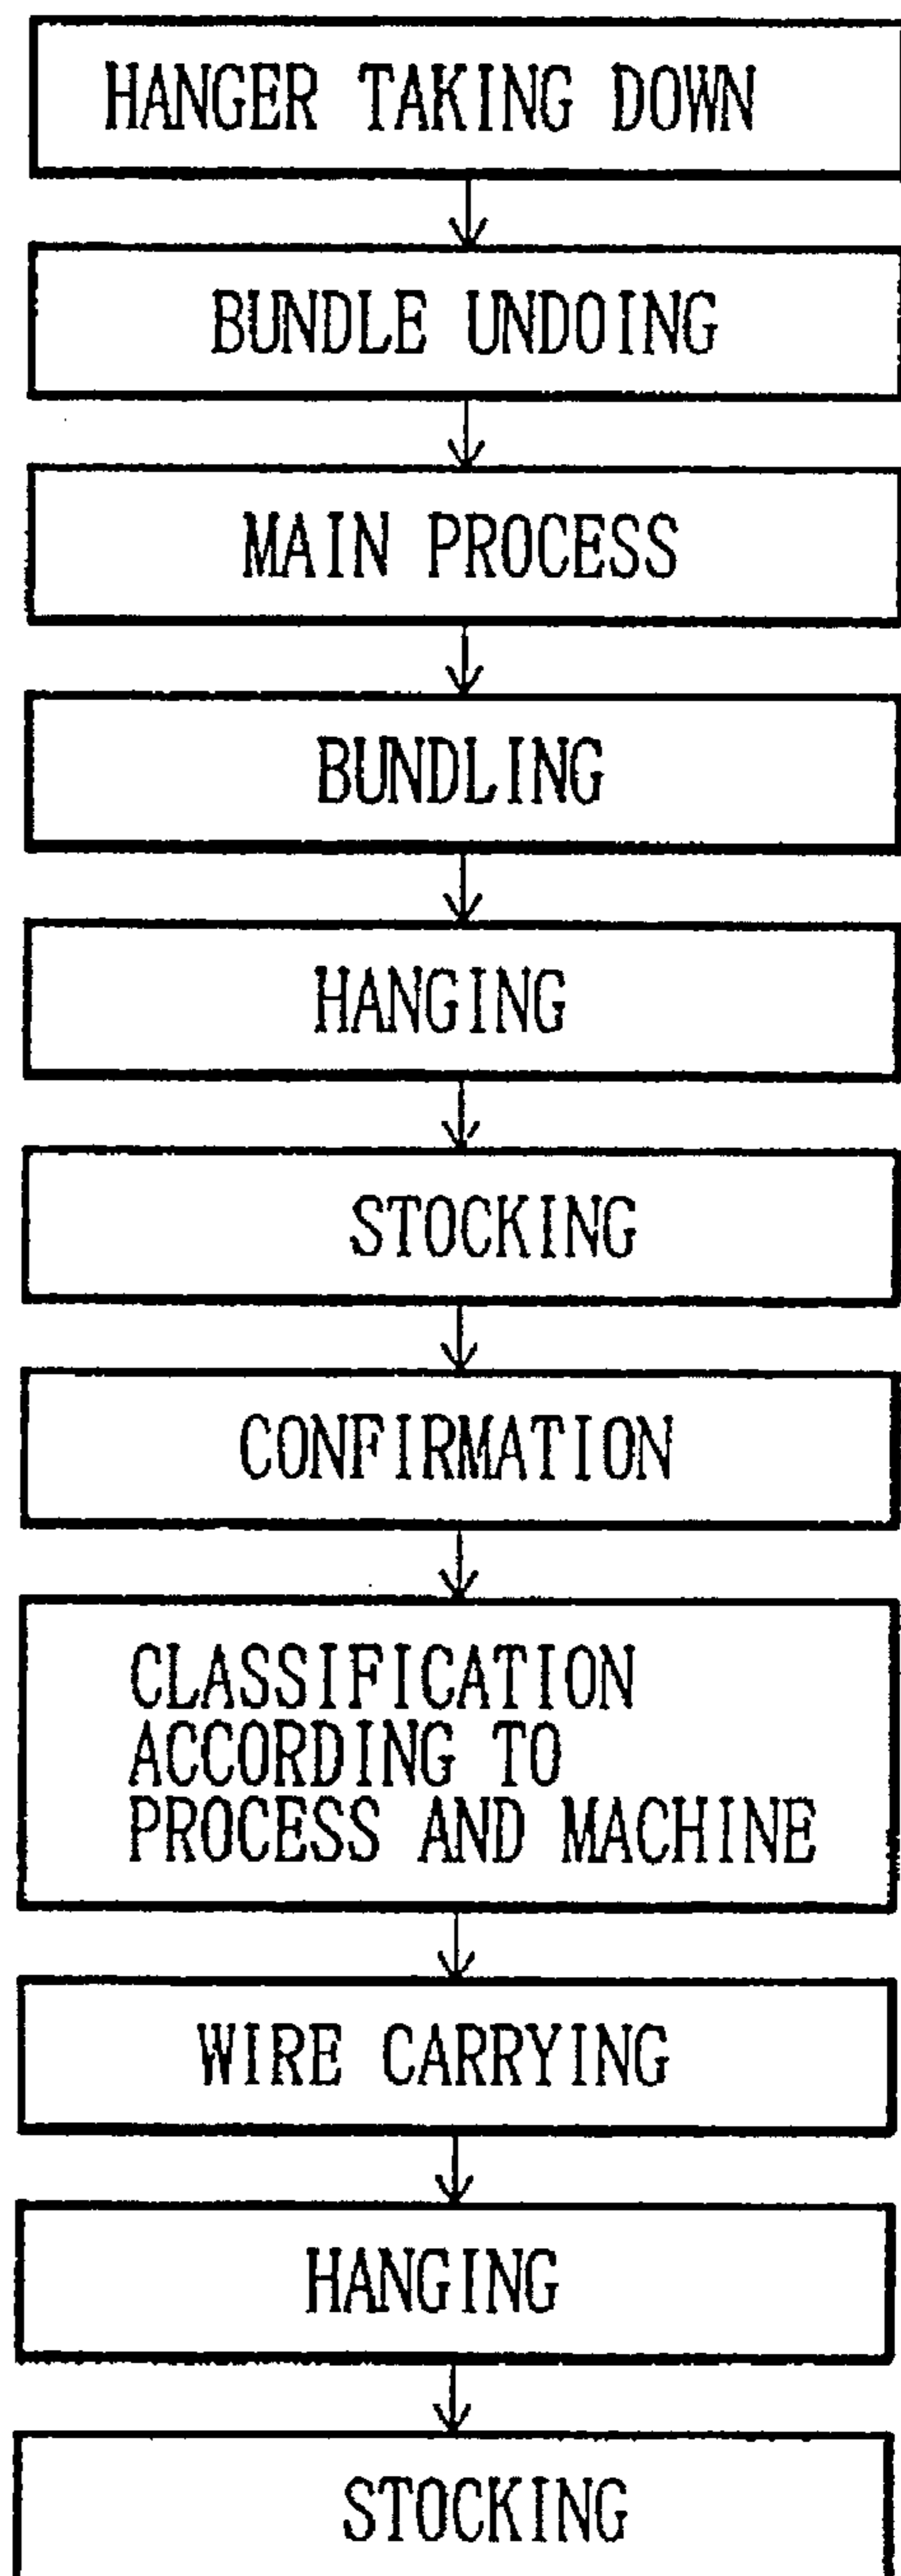 HANGER TAKING DOWN
BUNDLE UNDOING
MAIN PROCESS
BUNDLING
HANGING
STOCKING
CONFIRMATION
CLASSIFICATION
ACCORDING TO
PROCESS AND MACHINE
WIRE CARRYING
HANGING
STOCKING